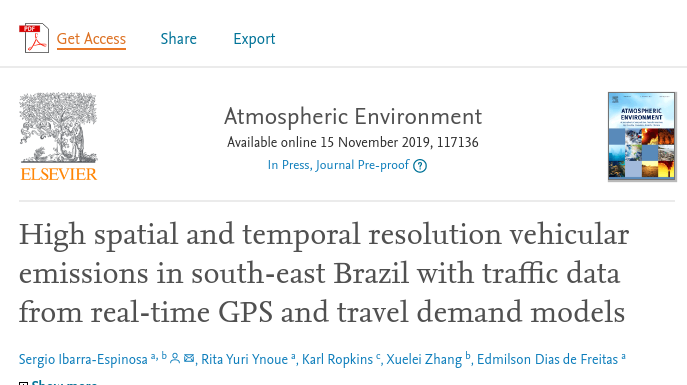 PDF
Get Access Share Export
Atmospheric Environment
Available online 15 November 2019, 117136
In Press, Journal Pre-proof ?
ELSEVIER
ATMOSPHERIC
ENVIRONMENT
High spatial and temporal resolution vehicular
emissions in south-east Brazil with traffic data
from real-time GPS and travel demand models
Sergio Ibarra-Espinosa a, b, Rita Yuri Ynoue a, Karl Ropkins c, Xuelei Zhang b, Edmilson Dias de Freitas a